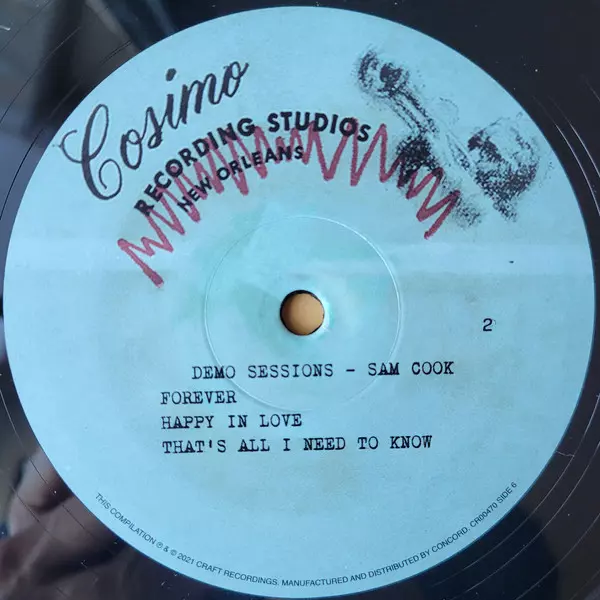 Cosimo
RECORDING STUDIOS
NEW ORLEANS
2
DEMO SESSIONS - SAM COOK
FOREVER
HAPPY IN LOVE
THAT'S ALL I NEED TO KNOW
THIS COMPILATION ℗ & © 2021 CRAFT RECORDINGS. MANUFACTURED AND DISTRIBUTED BY CONCORD. CR00470 SIDE 6